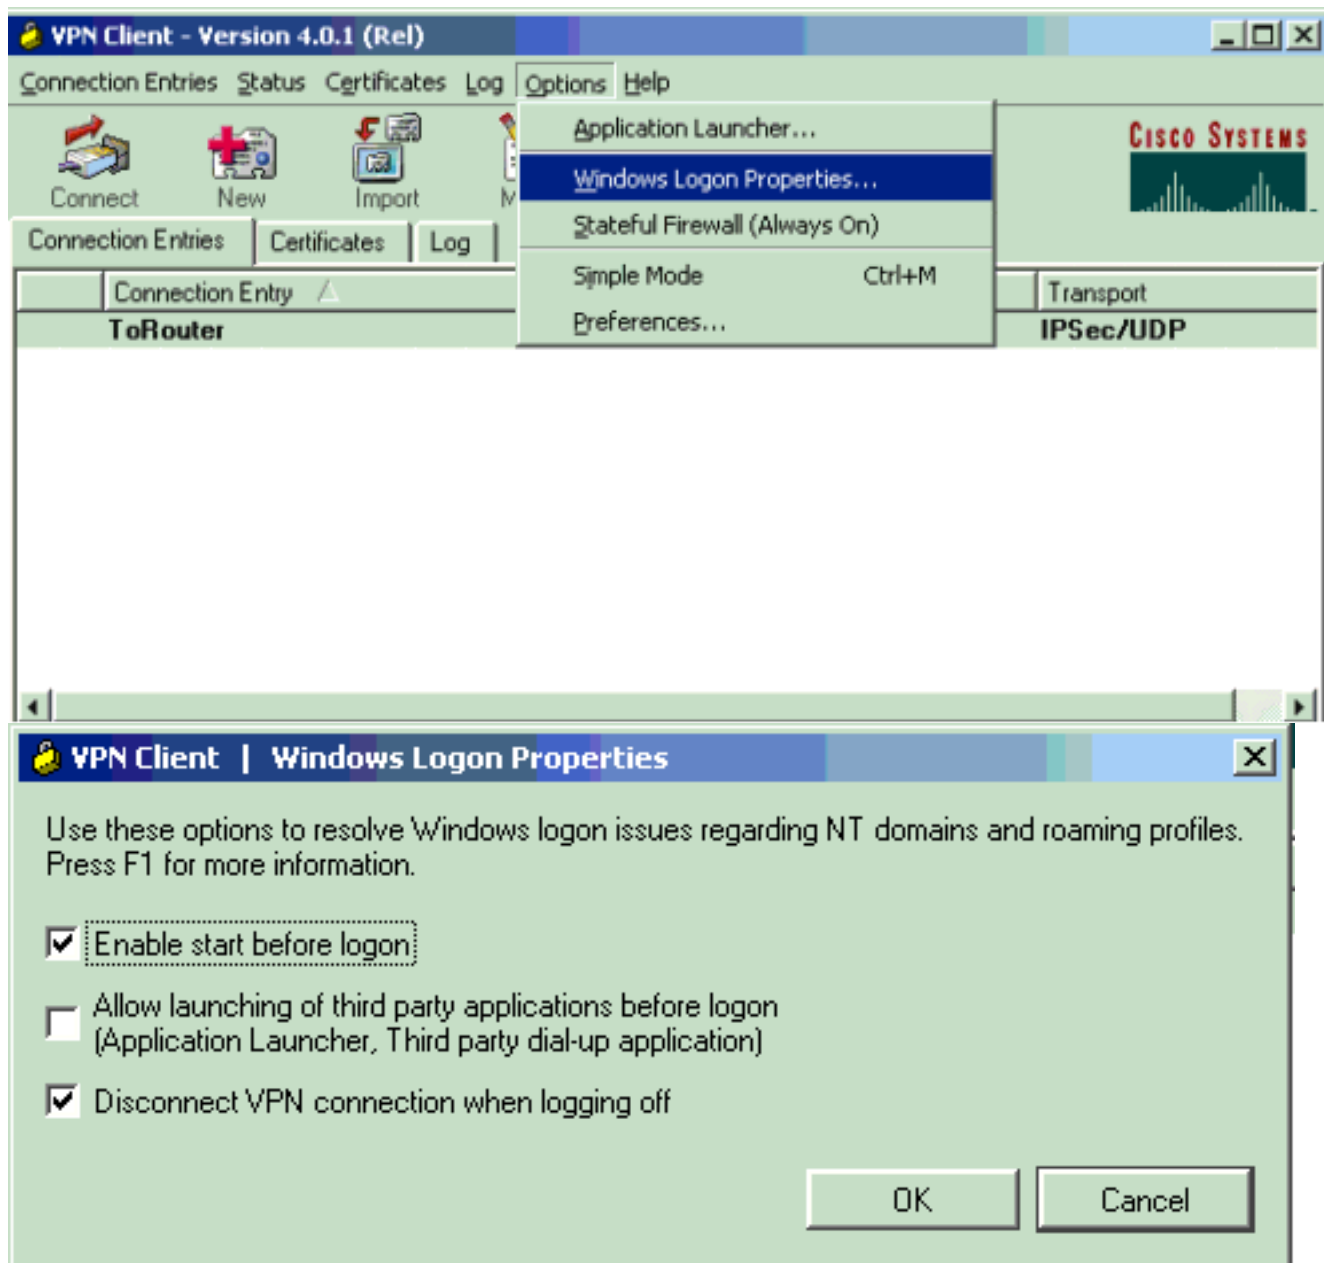 VPN Client - Version 4.0.1 (Rel)
Connection Entries Status Certificates Log Options Help
Application Launcher...
Windows Logon Properties...
Stateful Firewall (Always On)
Simple Mode Ctrl+M
Preferences...
CISCO SYSTEMS
Connect New Import M
Connection Entries Certificates Log
Connection Entry Transport
ToRouter IPSec/UDP
VPN Client | Windows Logon Properties
Use these options to resolve Windows logon issues regarding NT domains and roaming profiles.
Press F1 for more information.
Enable start before logon
Allow launching of third party applications before logon
(Application Launcher, Third party dial-up application)
Disconnect VPN connection when logging off
OK Cancel